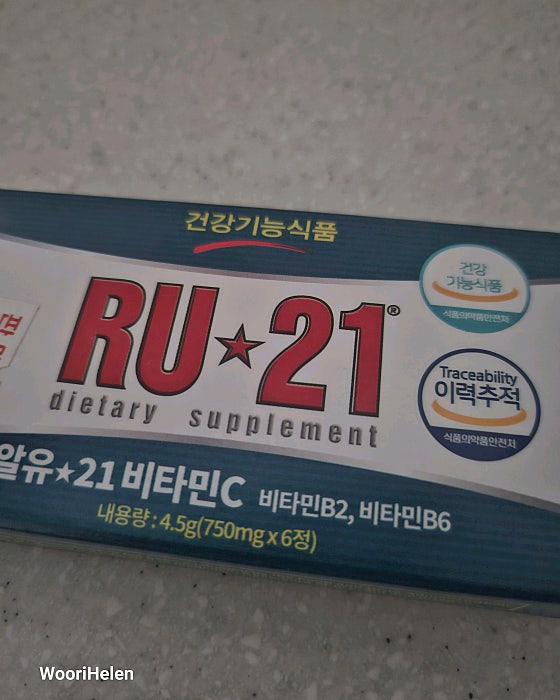 건강기능식품
건강
기능식품
식품의약품안전처
RU★21®
dietary supplement
Traceability
이력추적
식품의약품안전처
알유★21 비타민C 비타민B2, 비타민B6
내용량 : 4.5g(750mg x 6정)
WooriHelen